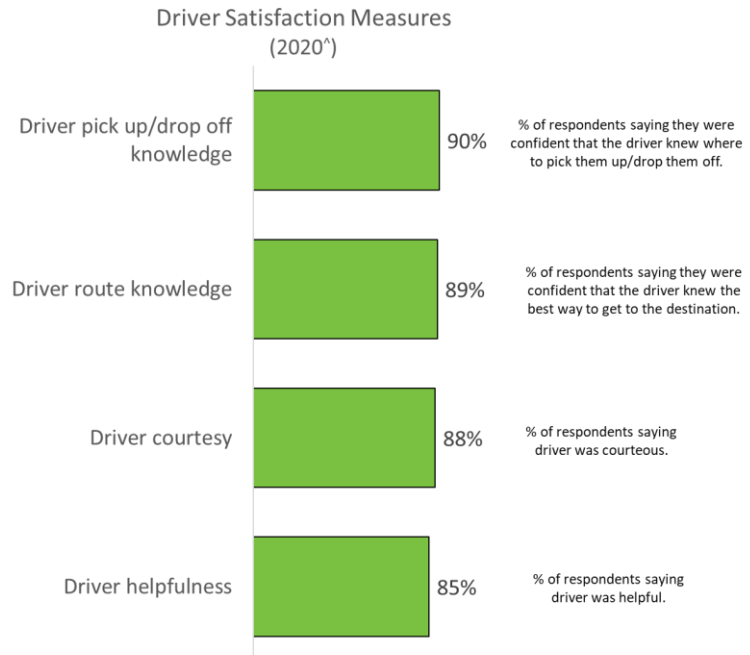 Driver Satisfaction Measures
(2020^)
Driver pick up/drop off
knowledge
90%
% of respondents saying they were
confident that the driver knew where
to pick them up/drop them off.
Driver route knowledge
89%
% of respondents saying they were
confident that the driver knew the
best way to get to the destination.
Driver courtesy
88%
% of respondents saying
driver was courteous.
Driver helpfulness
85%
% of respondents saying
driver was helpful.